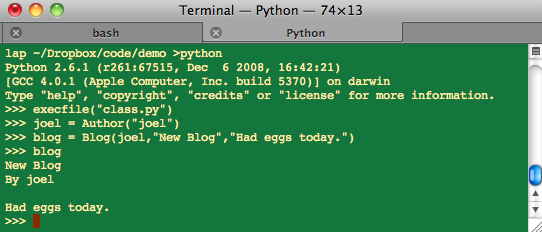 Terminal — Python — 74×13
bash
Python
lap ~/Dropbox/code/demo >python
Python 2.6.1 (r261:67515, Dec  6 2008, 16:42:21)
[GCC 4.0.1 (Apple Computer, Inc. build 5370)] on darwin
Type "help", "copyright", "credits" or "license" for more information.
>>> execfile("class.py")
>>> joel = Author("joel")
>>> blog = Blog(joel,"New Blog","Had eggs today.")
>>> blog
New Blog
By joel

Had eggs today.
>>>